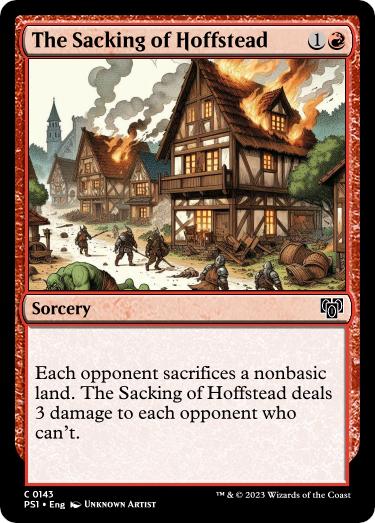 The Sacking of Hoffstead 1
Sorcery
Each opponent sacrifices a nonbasic
land. The Sacking of Hoffstead deals
3 damage to each opponent who
can't.
C 0143
PS1 • Eng Unknown Artist
™ & © 2023 Wizards of the Coast